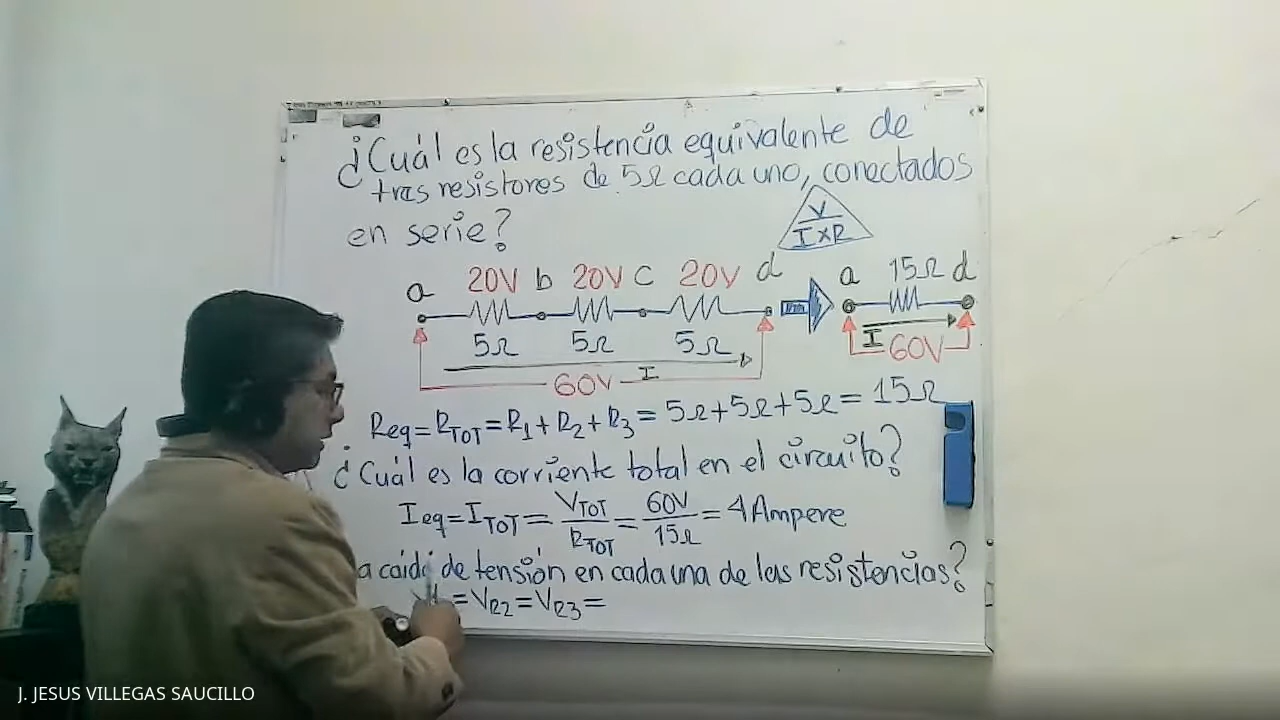 ¿Cuál es la resistencia equivalente de
tres resistores de 5Ω cada uno, conectados
en serie?
V
I×R
a 20V b 20V c 20V d
5Ω 5Ω 5Ω
60V I
a 15Ω d
I
60V
Req=RTOT=R1+R2+R3=5Ω+5Ω+5Ω=15Ω
¿Cuál es la corriente total en el circuito?
Ieq=ITOT=VTOT/RTOT=60V/15Ω=4Ampere
a caída de tensión en cada una de las resistencias?
=VR2=VR3=
J. JESUS VILLEGAS SAUCILLO